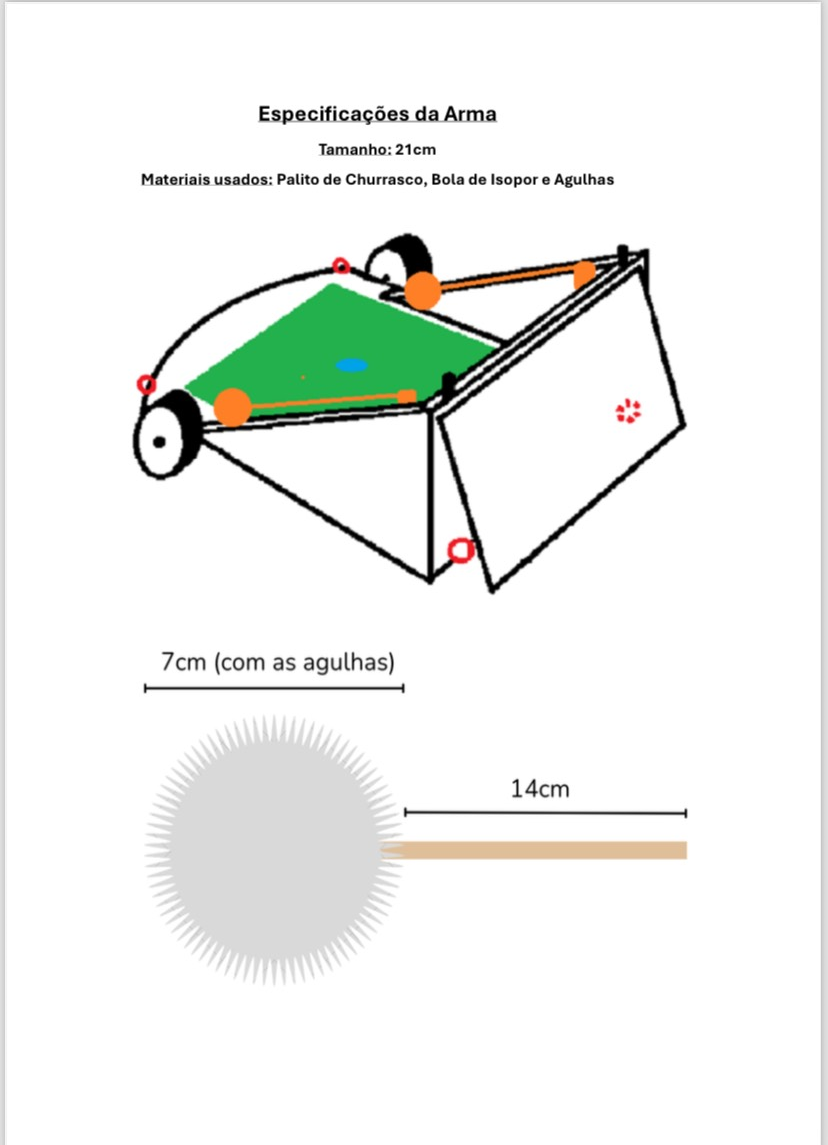 Especificações da Arma
Tamanho: 21cm
Materiais usados: Palito de Churrasco, Bola de Isopor e Agulhas
7cm (com as agulhas)
14cm